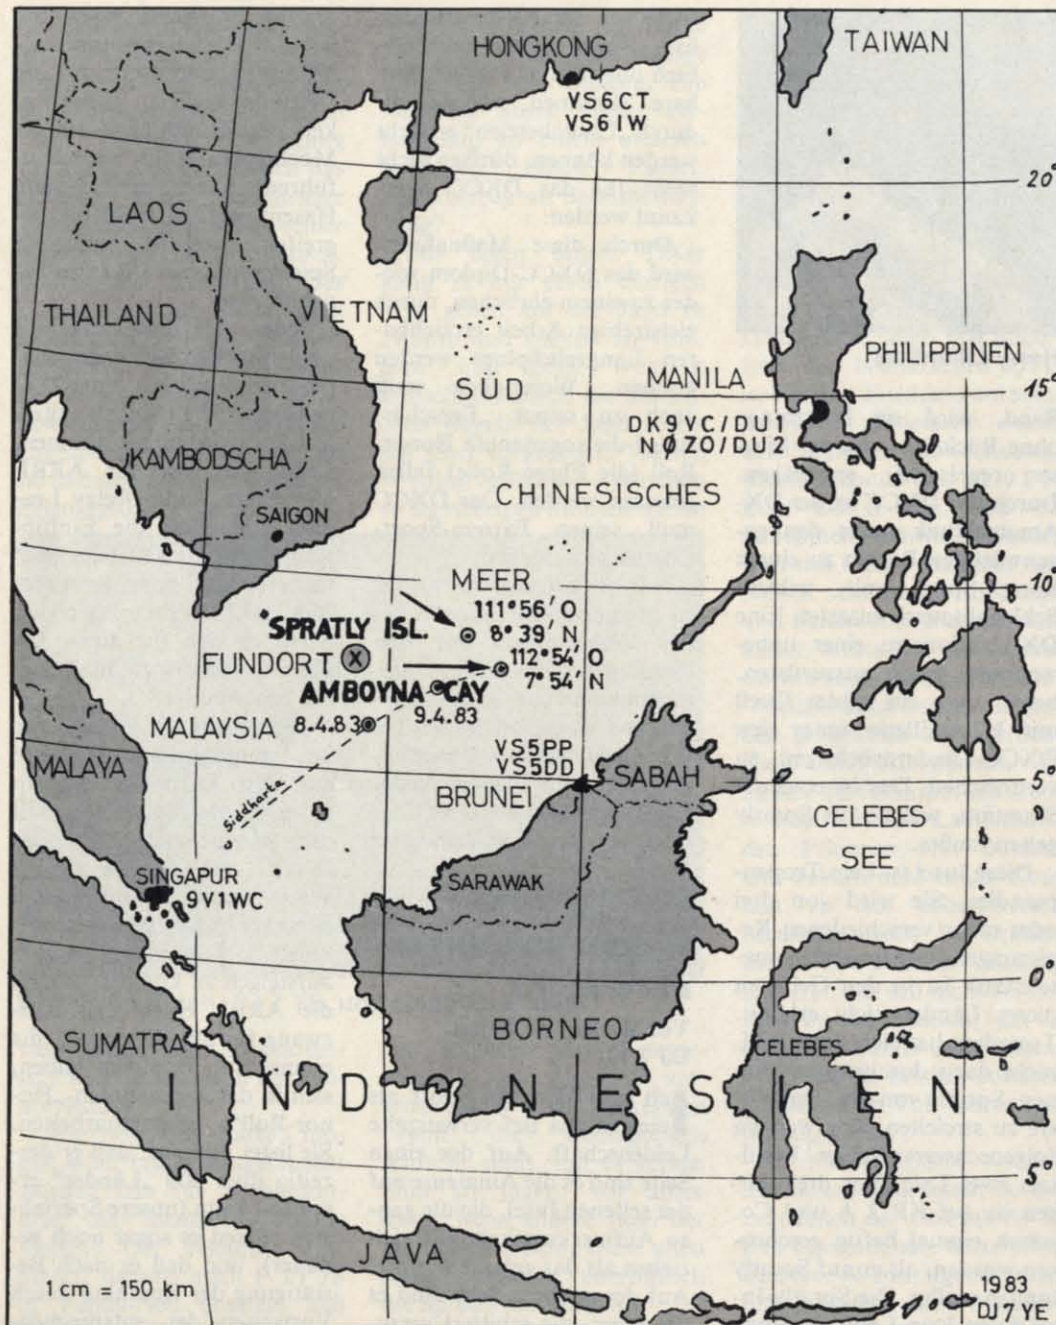 HONGKONG
VS6CT
VS6IW
TAIWAN
20°
LAOS
THAILAND
VIETNAM
SÜD
PHILIPPINEN
MANILA
15°
DK9VC/DU1
NØZO/DU2
KAMBODSCHA
SAIGON
CHINESISCHES
MEER
10°
111°56,'O
8°39,'N
SPRATLY ISL.
FUNDORT X
112°54'O
7°54'N
AMBOYNA CAY
MALAYSIA
8.4.83
9.4.83
VS5PP
VS5DD
MALAYA
SABAH
5°
BRUNEI
Siddharta
CELEBES
SEE
SINGAPUR
9V1WC
SARAWAK
0°
SUMATRA
BORNEO
CELEBES
INDONESIEN
5°
JAVA
1 cm = 150 km
1983
DJ7YE